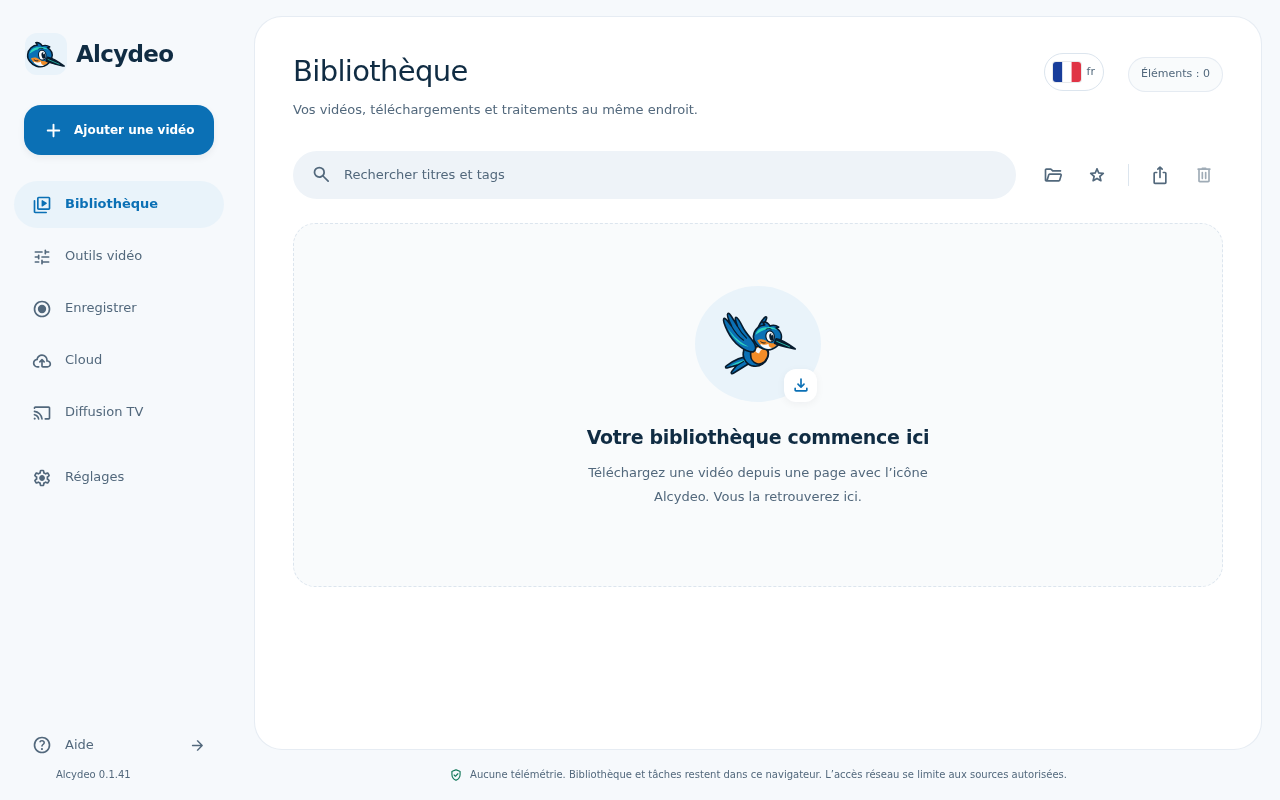 Alcydeo
Ajouter une vidéo
Bibliothèque
Outils vidéo
Enregistrer
Cloud
Diffusion TV
Réglages
Aide
Alcydeo 0.1.41
Bibliothèque
fr
Éléments : 0
Vos vidéos, téléchargements et traitements au même endroit.
Rechercher titres et tags
Votre bibliothèque commence ici
Téléchargez une vidéo depuis une page avec l’icône
Alcydeo. Vous la retrouverez ici.
Aucune télémétrie. Bibliothèque et tâches restent dans ce navigateur. L’accès réseau se limite aux sources autorisées.